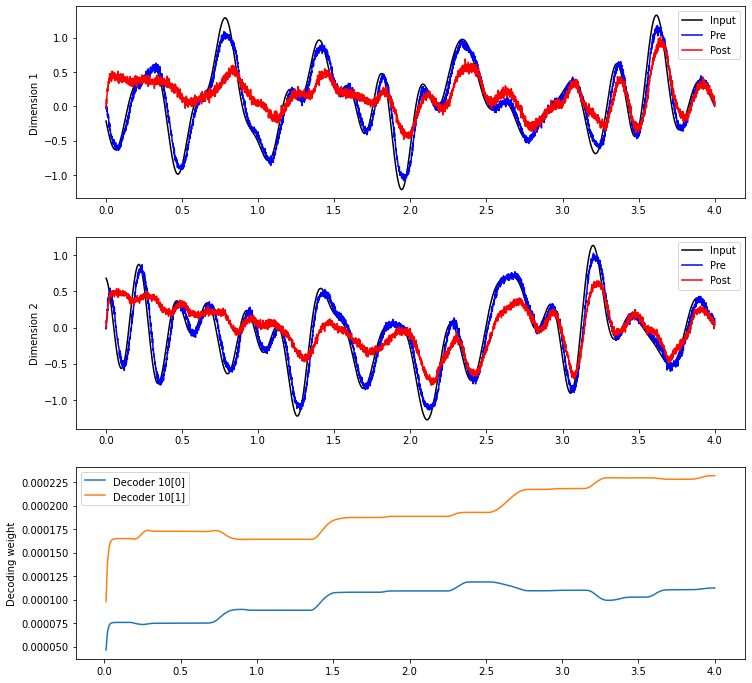 Dimension 1
1.0
0.5
0.0
−0.5
−1.0
0.0 0.5 1.0 1.5 2.0 2.5 3.0 3.5 4.0
Input
Pre
Post
Dimension 2
1.0
0.5
0.0
−0.5
−1.0
0.0 0.5 1.0 1.5 2.0 2.5 3.0 3.5 4.0
Input
Pre
Post
Decoding weight
0.000225
0.000200
0.000175
0.000150
0.000125
0.000100
0.000075
0.000050
0.0 0.5 1.0 1.5 2.0 2.5 3.0 3.5 4.0
Decoder 10[0]
Decoder 10[1]